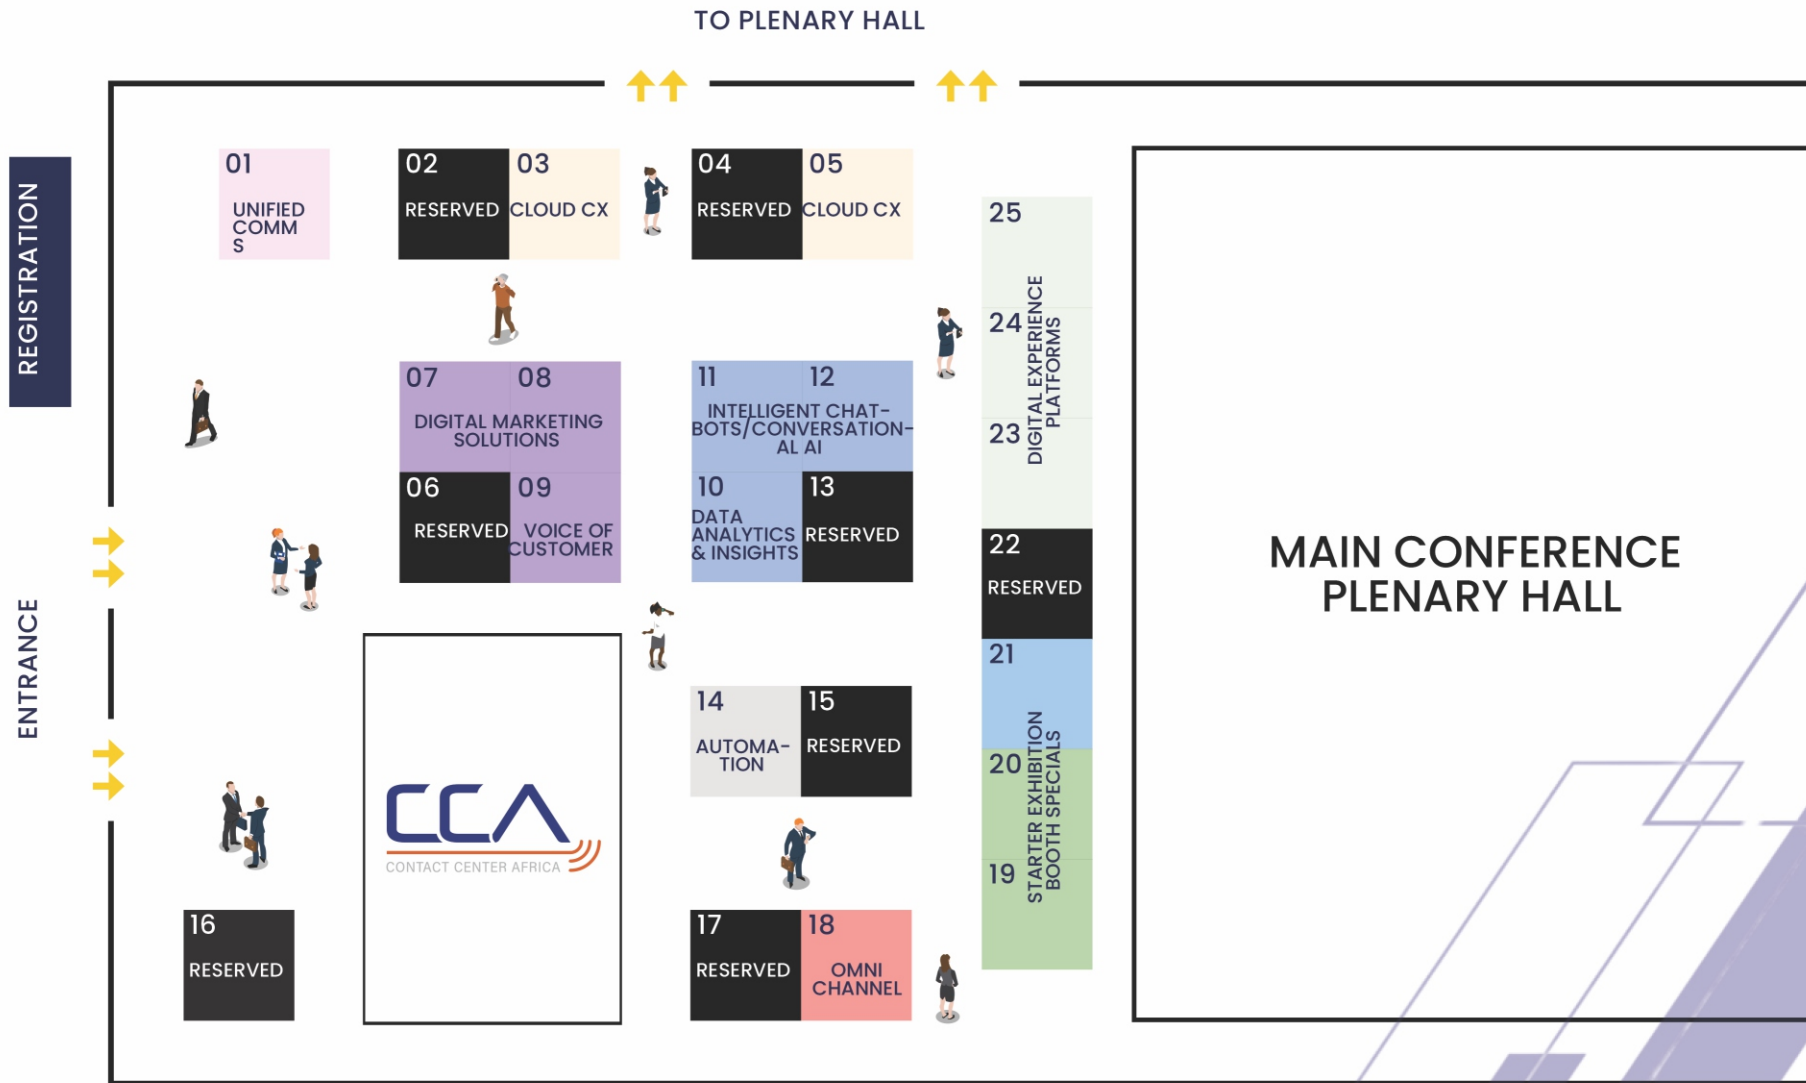 TO PLENARY HALL
REGISTRATION
ENTRANCE
01
UNIFIED
COMM
S
02
RESERVED
03
CLOUD CX
04
RESERVED
05
CLOUD CX
07
08
DIGITAL MARKETING
SOLUTIONS
06
RESERVED
09
VOICE OF
CUSTOMER
11
12
INTELLIGENT CHAT-
BOTS/CONVERSATION-
AL AI
10
DATA
ANALYTICS
& INSIGHTS
13
RESERVED
25
24
23
DIGITAL EXPERIENCE
PLATFORMS
22
RESERVED
21
20
19
STARTER EXHIBITION
BOOTH SPECIALS
14
AUTOMA-
TION
15
RESERVED
CCA
CONTACT CENTER AFRICA
16
RESERVED
17
RESERVED
18
OMNI
CHANNEL
MAIN CONFERENCE
PLENARY HALL